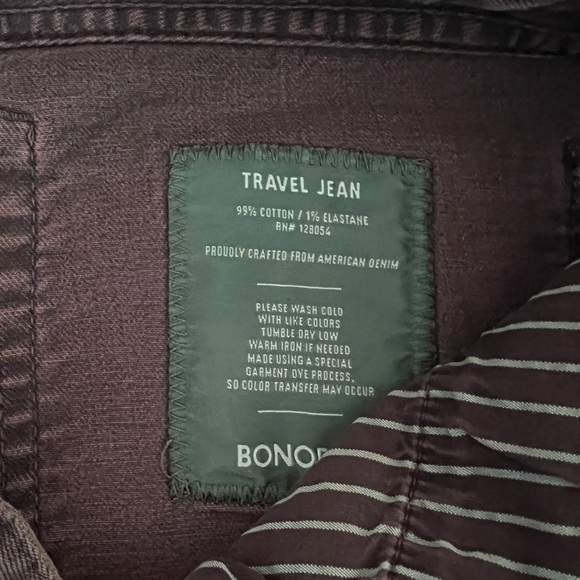 TRAVEL JEAN
99% COTTON / 1% ELASTANE
RN# 128054
PROUDLY CRAFTED FROM AMERICAN DENIM
PLEASE WASH COLD
WITH LIKE COLORS
TUMBLE DRY LOW
WARM IRON IF NEEDED
MADE USING A SPECIAL
GARMENT DYE PROCESS,
SO COLOR TRANSFER MAY OCCUR